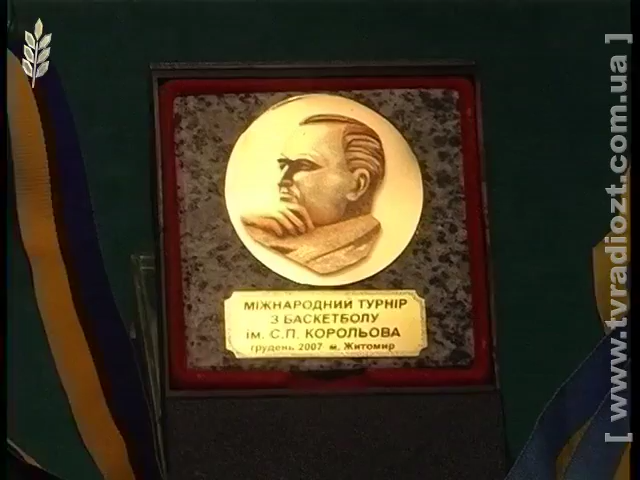 МІЖНАРОДНИЙ ТУРНІР
З БАСКЕТБОЛУ
ім. С.П. КОРОЛЬОВА
грудень 2007 м. Житомир
[ www.tvradiozt.com.ua ]